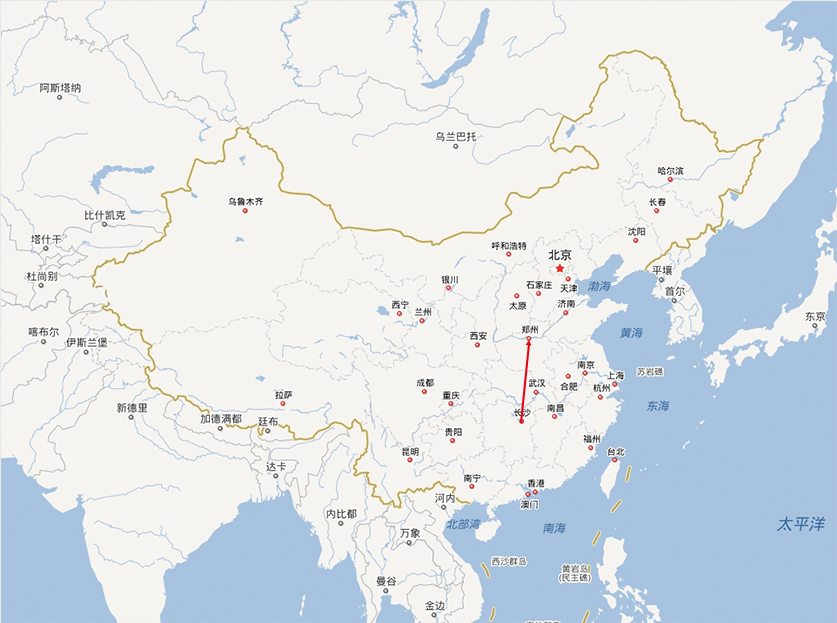 阿斯塔纳
乌兰巴托
哈尔滨
乌鲁木齐
长春
比什凯克
沈阳
塔什干
呼和浩特
北京
平壤
杜尚别
银川
石家庄
天津
渤海
首尔
西宁
兰州
太原
济南
东京
喀布尔
伊斯兰堡
西安
郑州
黄海
南京
上海
苏岩礁
成都
重庆
武汉
合肥
杭州
拉萨
新德里
加德满都
廷布
长沙
南昌
东海
贵阳
福州
昆明
台北
达卡
南宁
香港
澳门
内比都
河内
北部湾
南海
太平洋
万象
西沙群岛
黄岩岛
(民主礁)
曼谷
金边